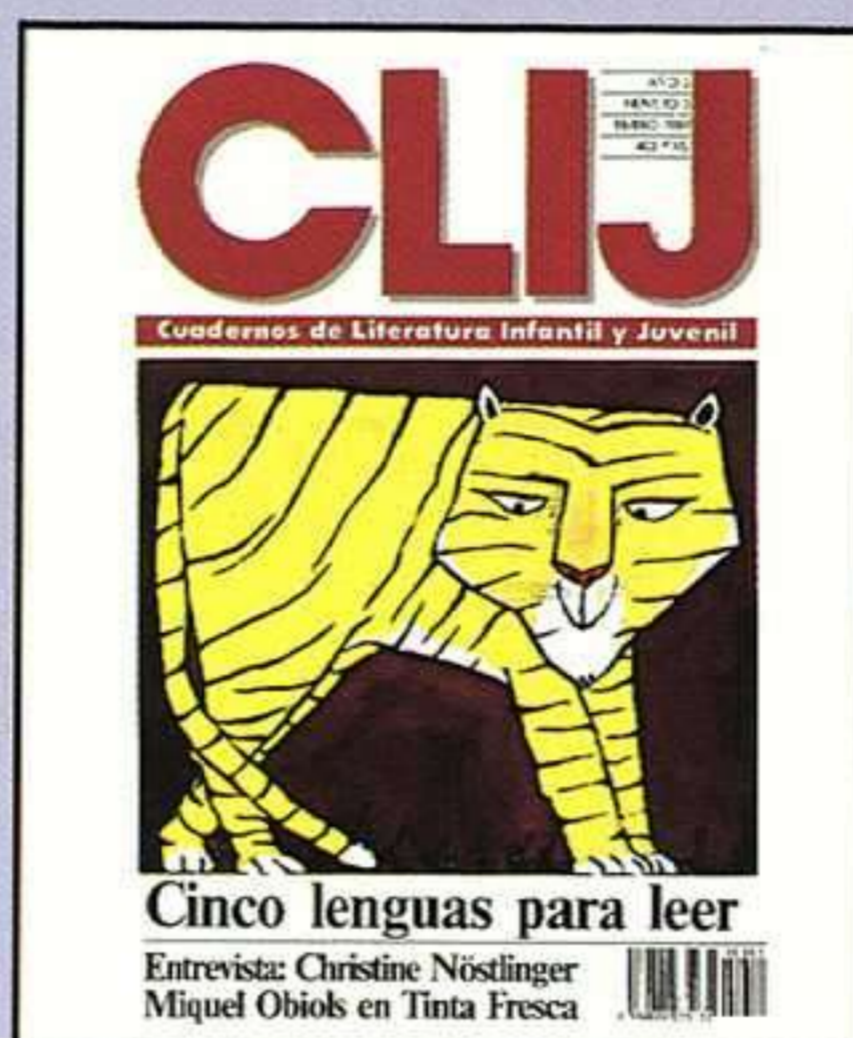 CLIJ
Cuadernos de Literatura Infantil y Juvenil
Cinco lenguas para leer
Entrevista: Christine Nöstlinger
Miquel Obiols en Tinta Fresca